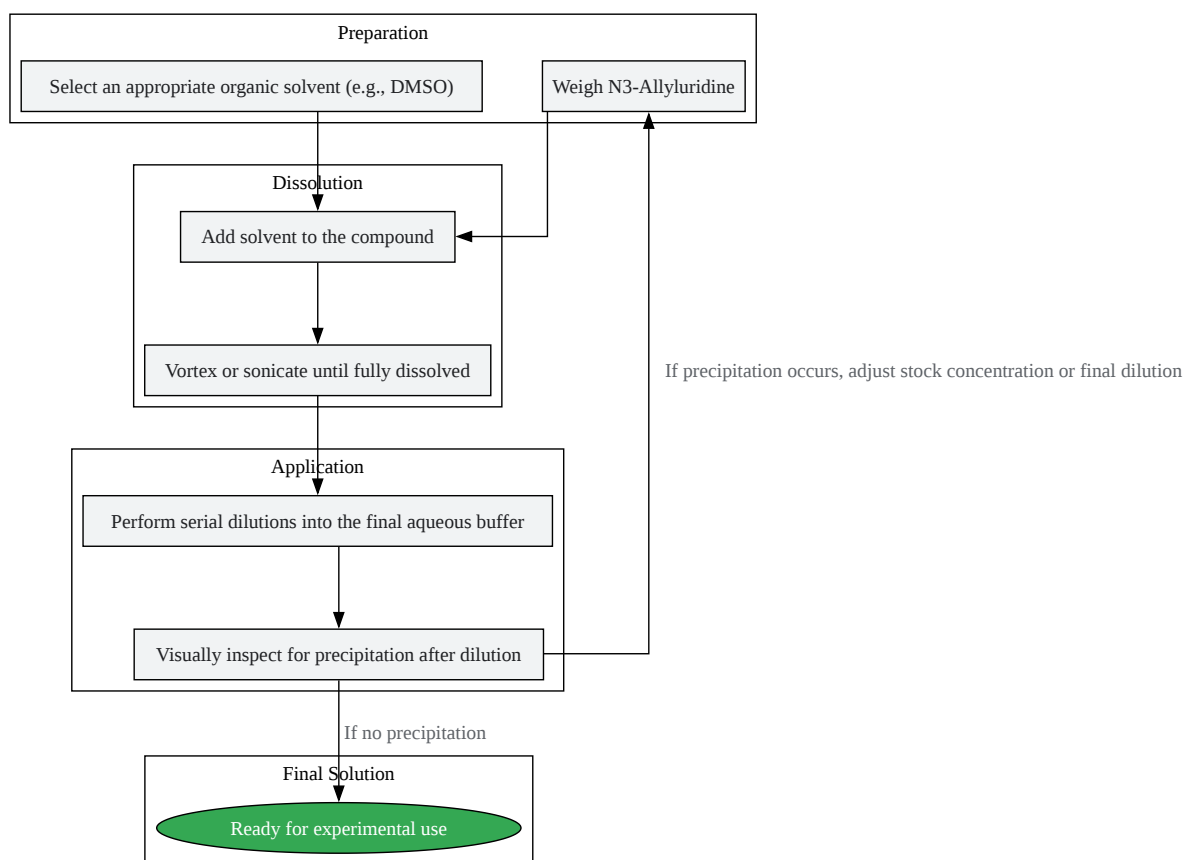 Preparation
Select an appropriate organic solvent (e.g., DMSO)
Weigh N3-Allyluridine
Dissolution
Add solvent to the compound
Vortex or sonicate until fully dissolved
If precipitation occurs, adjust stock concentration or final dilution
Application
Perform serial dilutions into the final aqueous buffer
Visually inspect for precipitation after dilution
If no precipitation
Final Solution
Ready for experimental use